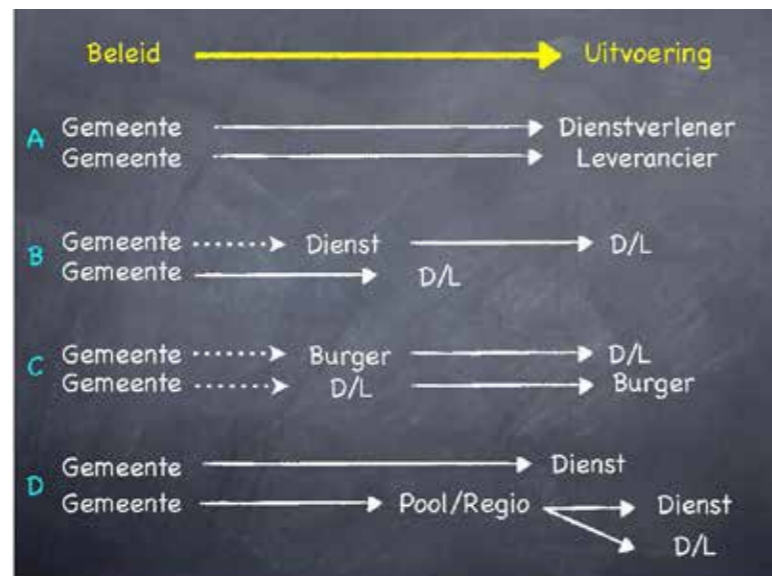 Beleid Uitvoering
A Gemeente Dienstverlener
Gemeente Leverancier
B Gemeente Dienst D/L
Gemeente D/L
C Gemeente Burger D/L
Gemeente D/L Burger
D Gemeente Dienst
Gemeente Pool/Regio Dienst
D/L